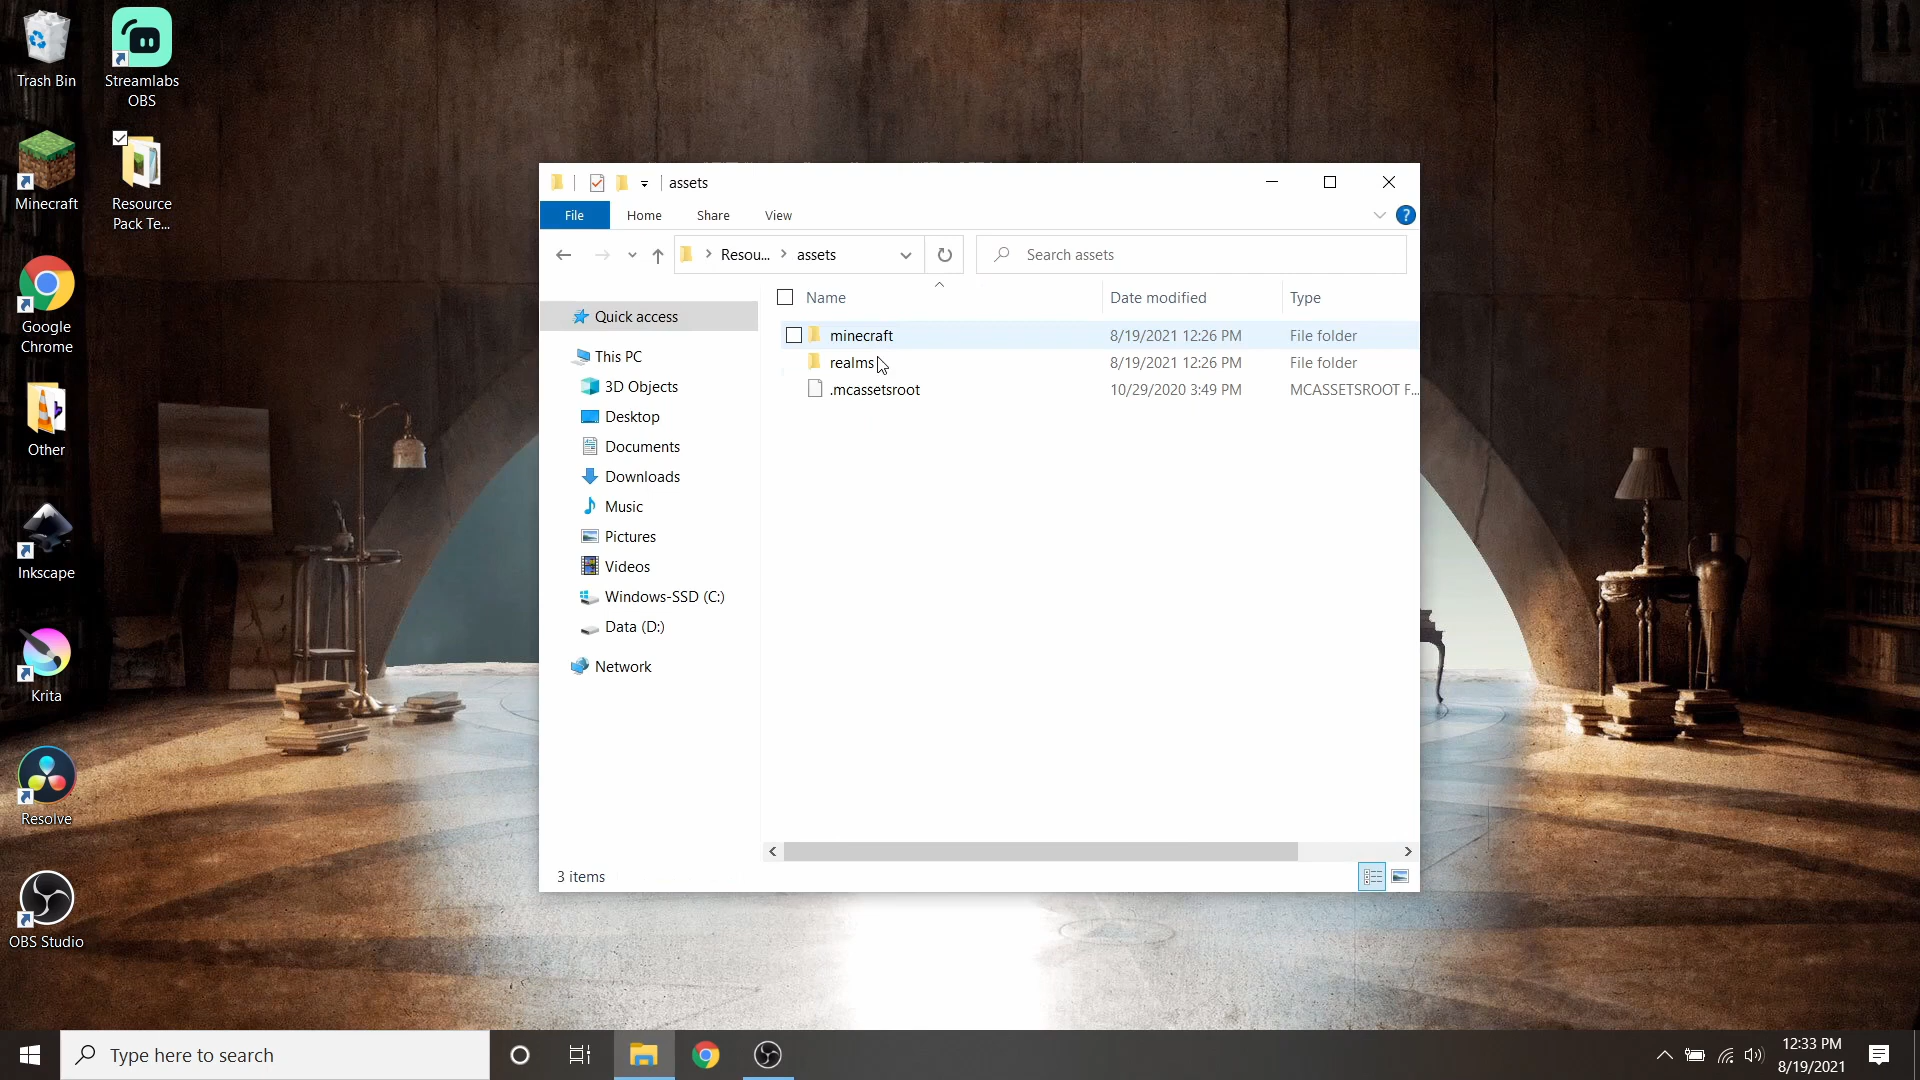 Trash Bin
Streamlabs
OBS
Minecraft
Resource
Pack Te...
Google
Chrome
Other
Inkscape
Krita
Resolve
OBS Studio
assets
File
Home
Share
View
?
Resou...
assets
Search assets
Name
Date modified
Type
Quick access
This PC
3D Objects
Desktop
Documents
Downloads
Music
Pictures
Videos
Windows-SSD (C:)
Data (D:)
Network
minecraft 8/19/2021 12:26 PM File folder
realms 8/19/2021 12:26 PM File folder
.mcassetsroot 10/29/2020 3:49 PM MCASSETSROOT F...
3 items
Type here to search
12:33 PM
8/19/2021